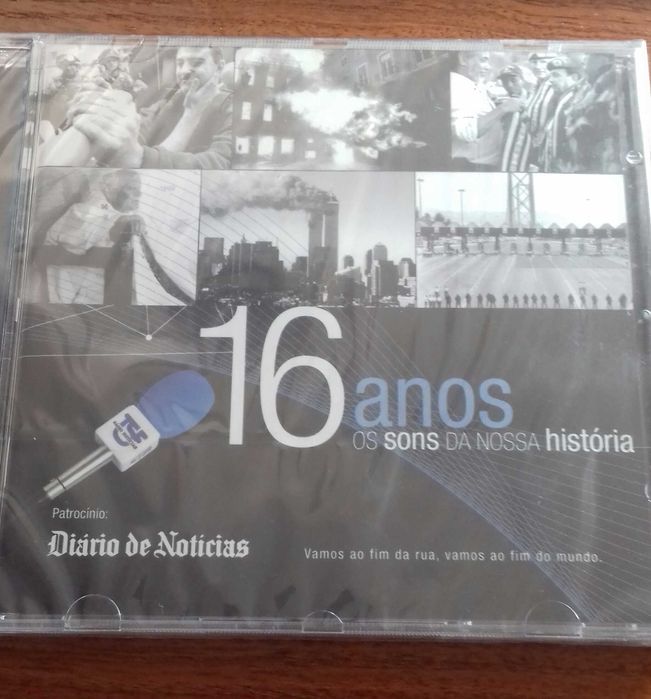 16 anos
OS sons DA NOSSA história
TSF
Patrocínio:
Diário de Notícias
Vamos ao fim da rua, vamos ao fim do mundo.